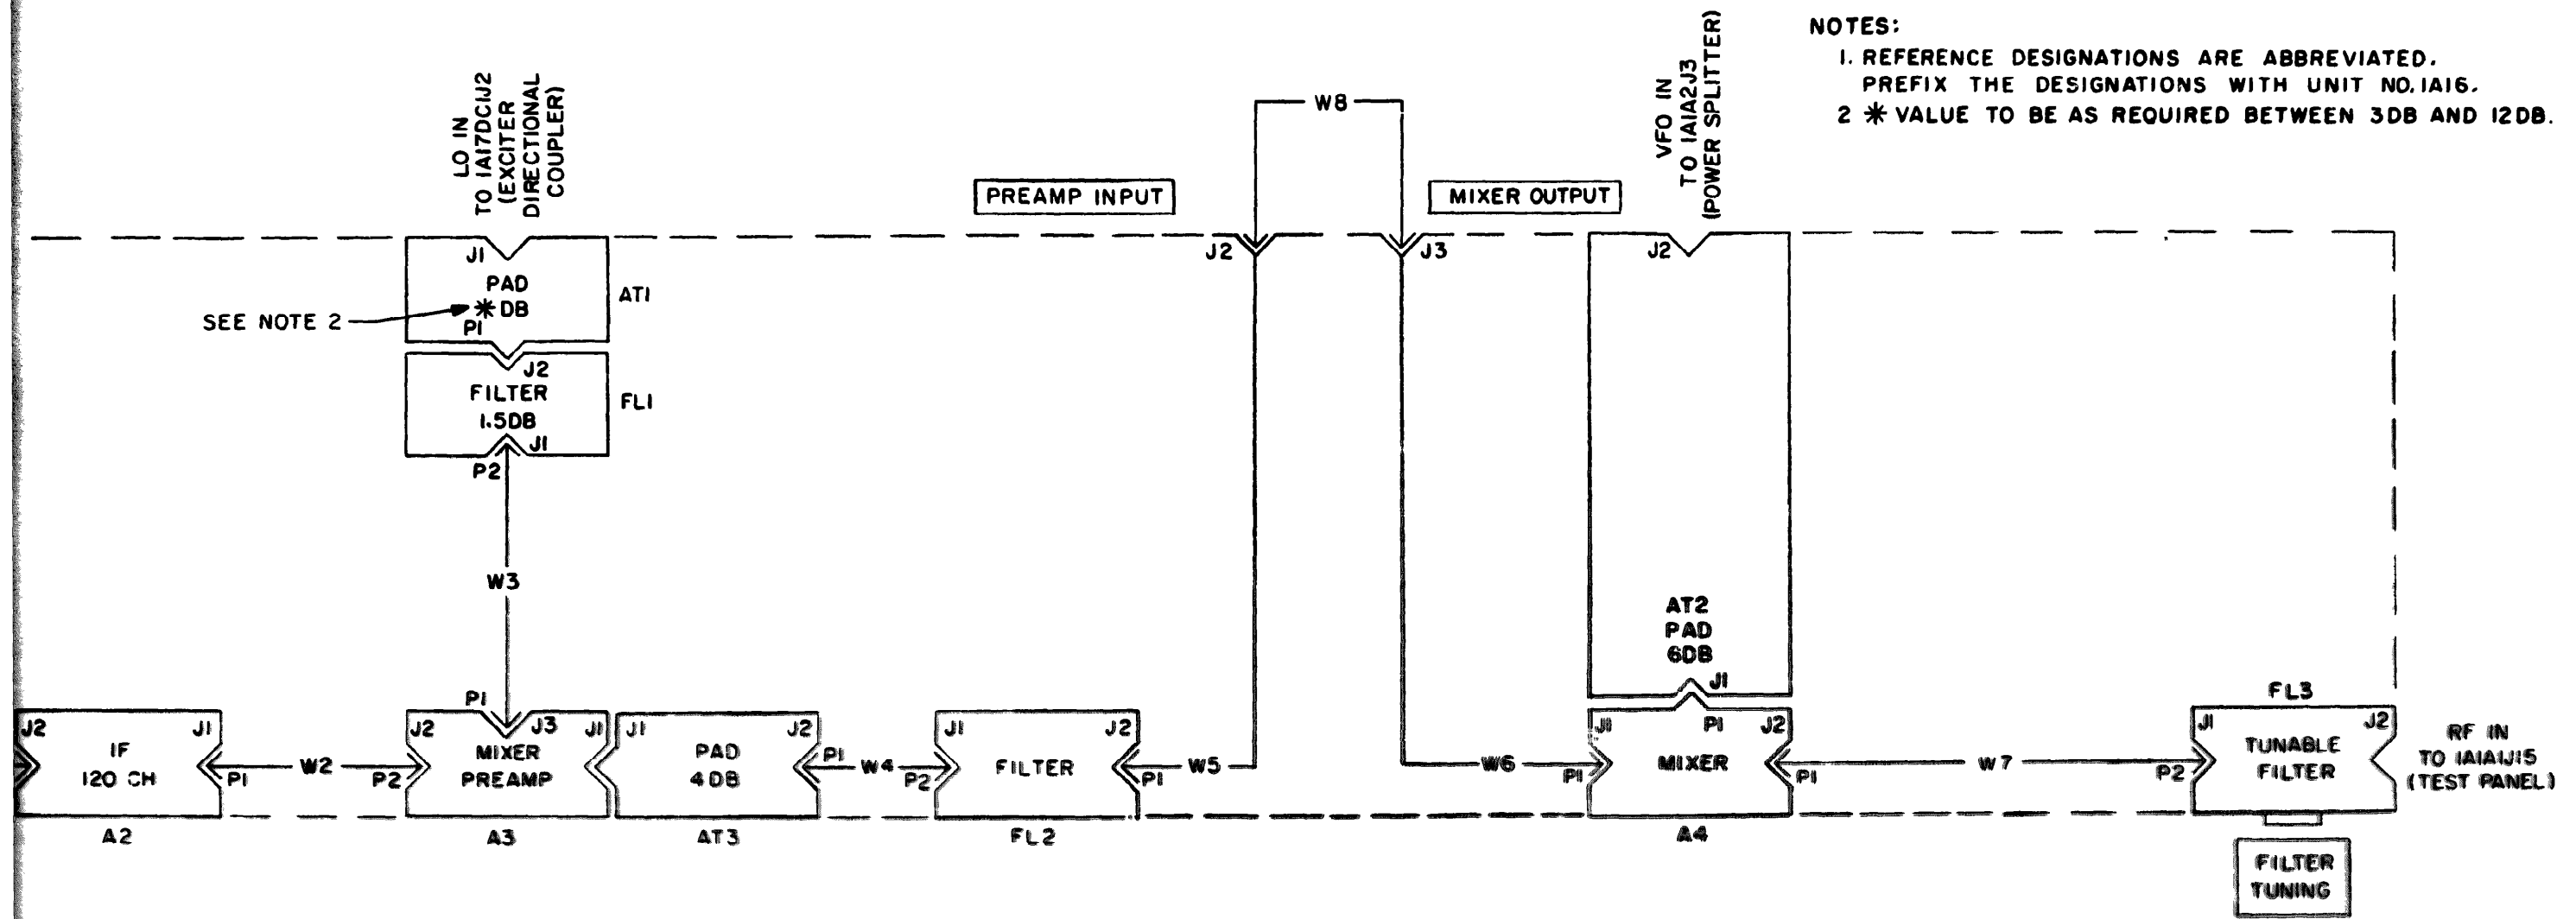 NOTES:
1. REFERENCE DESIGNATIONS ARE ABBREVIATED.
PREFIX THE DESIGNATIONS WITH UNIT NO. 1A16.
2 * VALUE TO BE AS REQUIRED BETWEEN 3DB AND 12DB.
LO IN
TO 1A17DC1J2
(EXCITER
DIRECTIONAL
COUPLER)
W8
VFO IN
TO 1A1A2J3
(POWER SPLITTER)
PREAMP INPUT
MIXER OUTPUT
J1
PAD
* DB
P1
AT1
SEE NOTE 2
J2
J3
J2
J2
FILTER
1.5DB
J1
FL1
P2
W3
AT2
PAD
6DB
J1
P1
FL3
J2
J1
IF
120 CH
A2
P1
W2
P2
J2
J3
J1
MIXER
PREAMP
A3
J1
J2
PAD
4DB
AT3
P1
W4
P2
J1
J2
FILTER
FL2
P1
W5
W6
P1
J1
P1
J2
MIXER
A4
P1
W7
P2
J1
J2
TUNABLE
FILTER
RF IN
TO 1A1A1J15
(TEST PANEL)
FILTER
TUNING